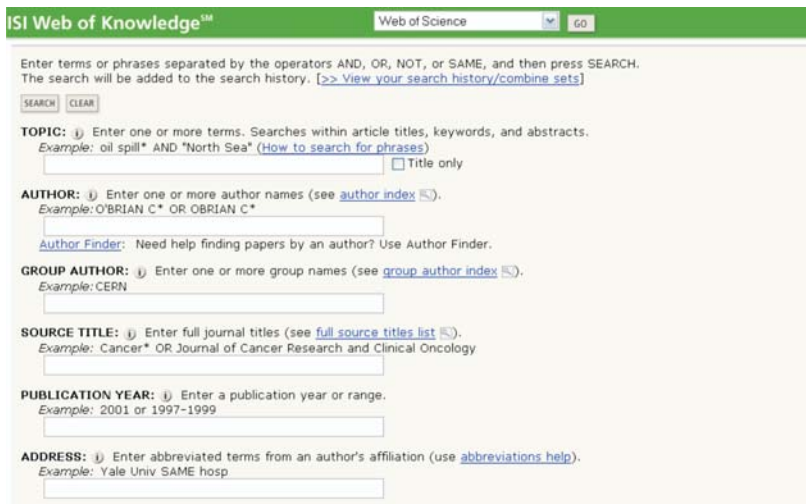 ISI Web of Knowledge℠ Web of Science GO
Enter terms or phrases separated by the operators AND, OR, NOT, or SAME, and then press SEARCH.
The search will be added to the search history. [>> View your search history/combine sets]
SEARCH CLEAR
TOPIC: i Enter one or more terms. Searches within article titles, keywords, and abstracts.
Example: oil spill* AND "North Sea" (How to search for phrases)
Title only
AUTHOR: i Enter one or more author names (see author index).
Example: O'BRIAN C* OR OBRIAN C*
Author Finder: Need help finding papers by an author? Use Author Finder.
GROUP AUTHOR: i Enter one or more group names (see group author index).
Example: CERN
SOURCE TITLE: i Enter full journal titles (see full source titles list).
Example: Cancer* OR Journal of Cancer Research and Clinical Oncology
PUBLICATION YEAR: i Enter a publication year or range.
Example: 2001 or 1997-1999
ADDRESS: i Enter abbreviated terms from an author's affiliation (use abbreviations help).
Example: Yale Univ SAME hosp